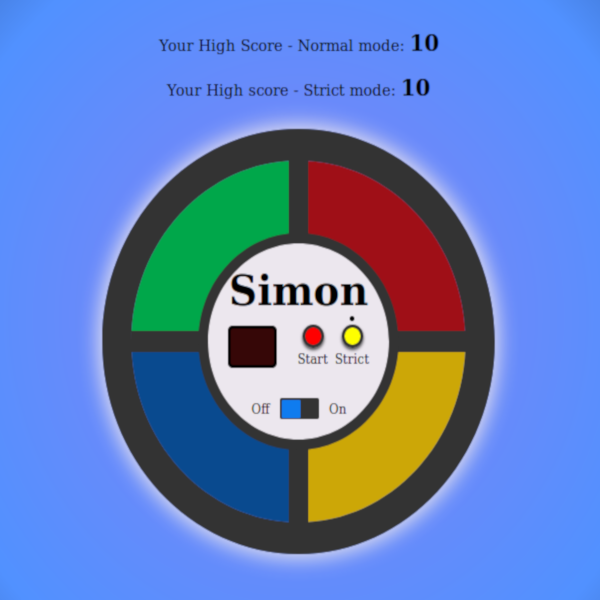 Your High Score - Normal mode: 10
Your High score - Strict mode: 10
Simon
Start Strict
Off On